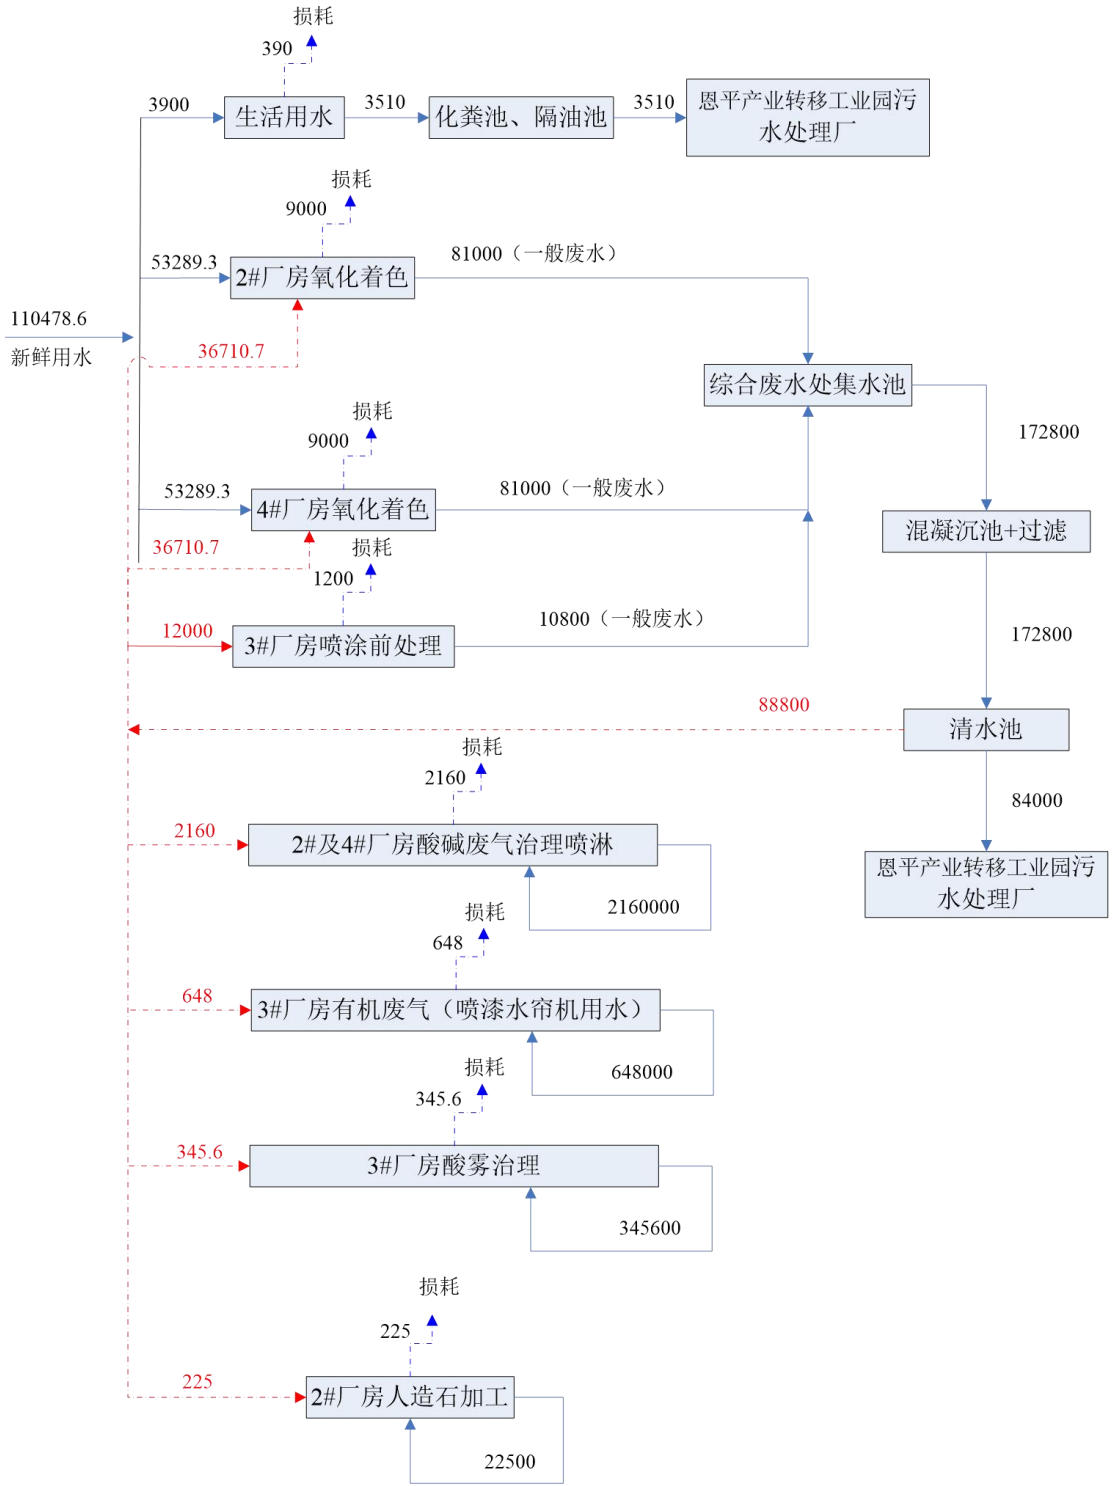 损耗
390
3900
生活用水
3510
化粪池、隔油池
3510
恩平产业转移工业园污
水处理厂
损耗
9000
53289.3
2#厂房氧化着色
81000（一般废水）
110478.6
新鲜用水
36710.7
综合废水处集水池
损耗
9000
172800
53289.3
4#厂房氧化着色
81000（一般废水）
混凝沉池+过滤
36710.7
损耗
1200
12000
3#厂房喷涂前处理
10800（一般废水）
172800
88800
清水池
损耗
2160
84000
2160
2#及4#厂房酸碱废气治理喷淋
恩平产业转移工业园污
水处理厂
2160000
损耗
648
648
3#厂房有机废气（喷漆水帘机用水）
648000
损耗
345.6
345.6
3#厂房酸雾治理
345600
损耗
225
225
2#厂房人造石加工
22500